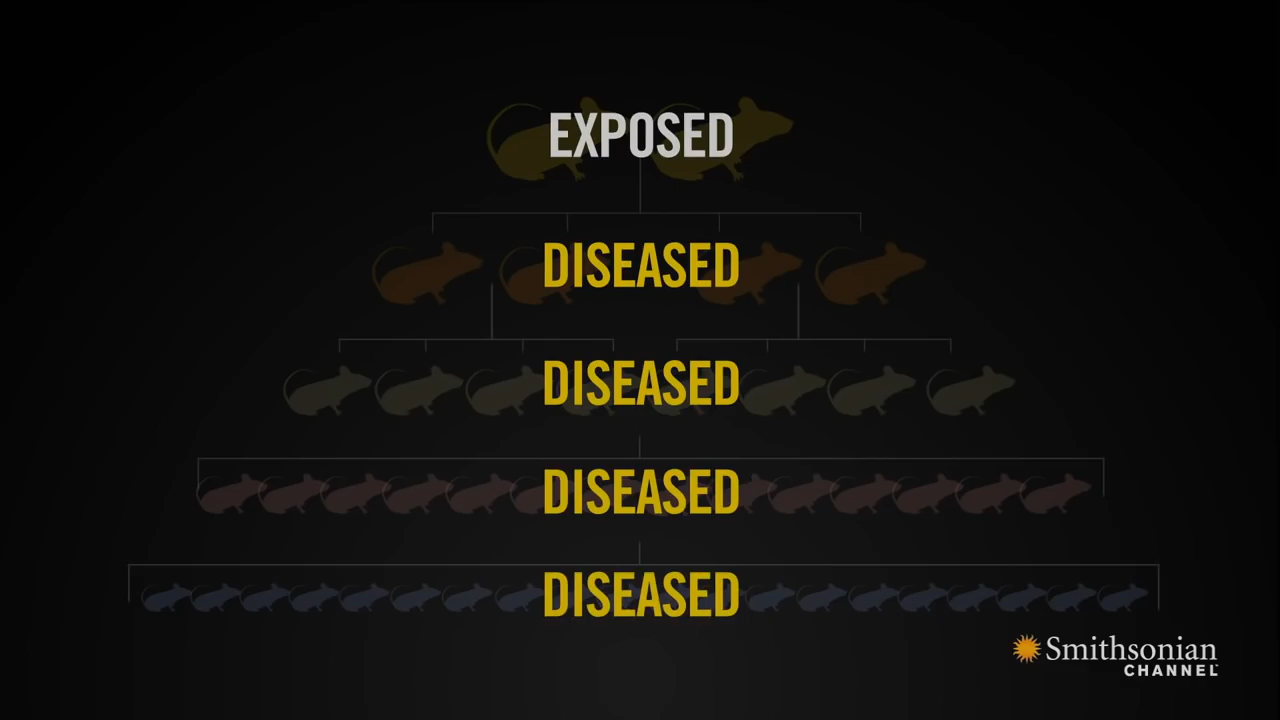 EXPOSED
DISEASED
DISEASED
DISEASED
DISEASED
Smithsonian
CHANNEL